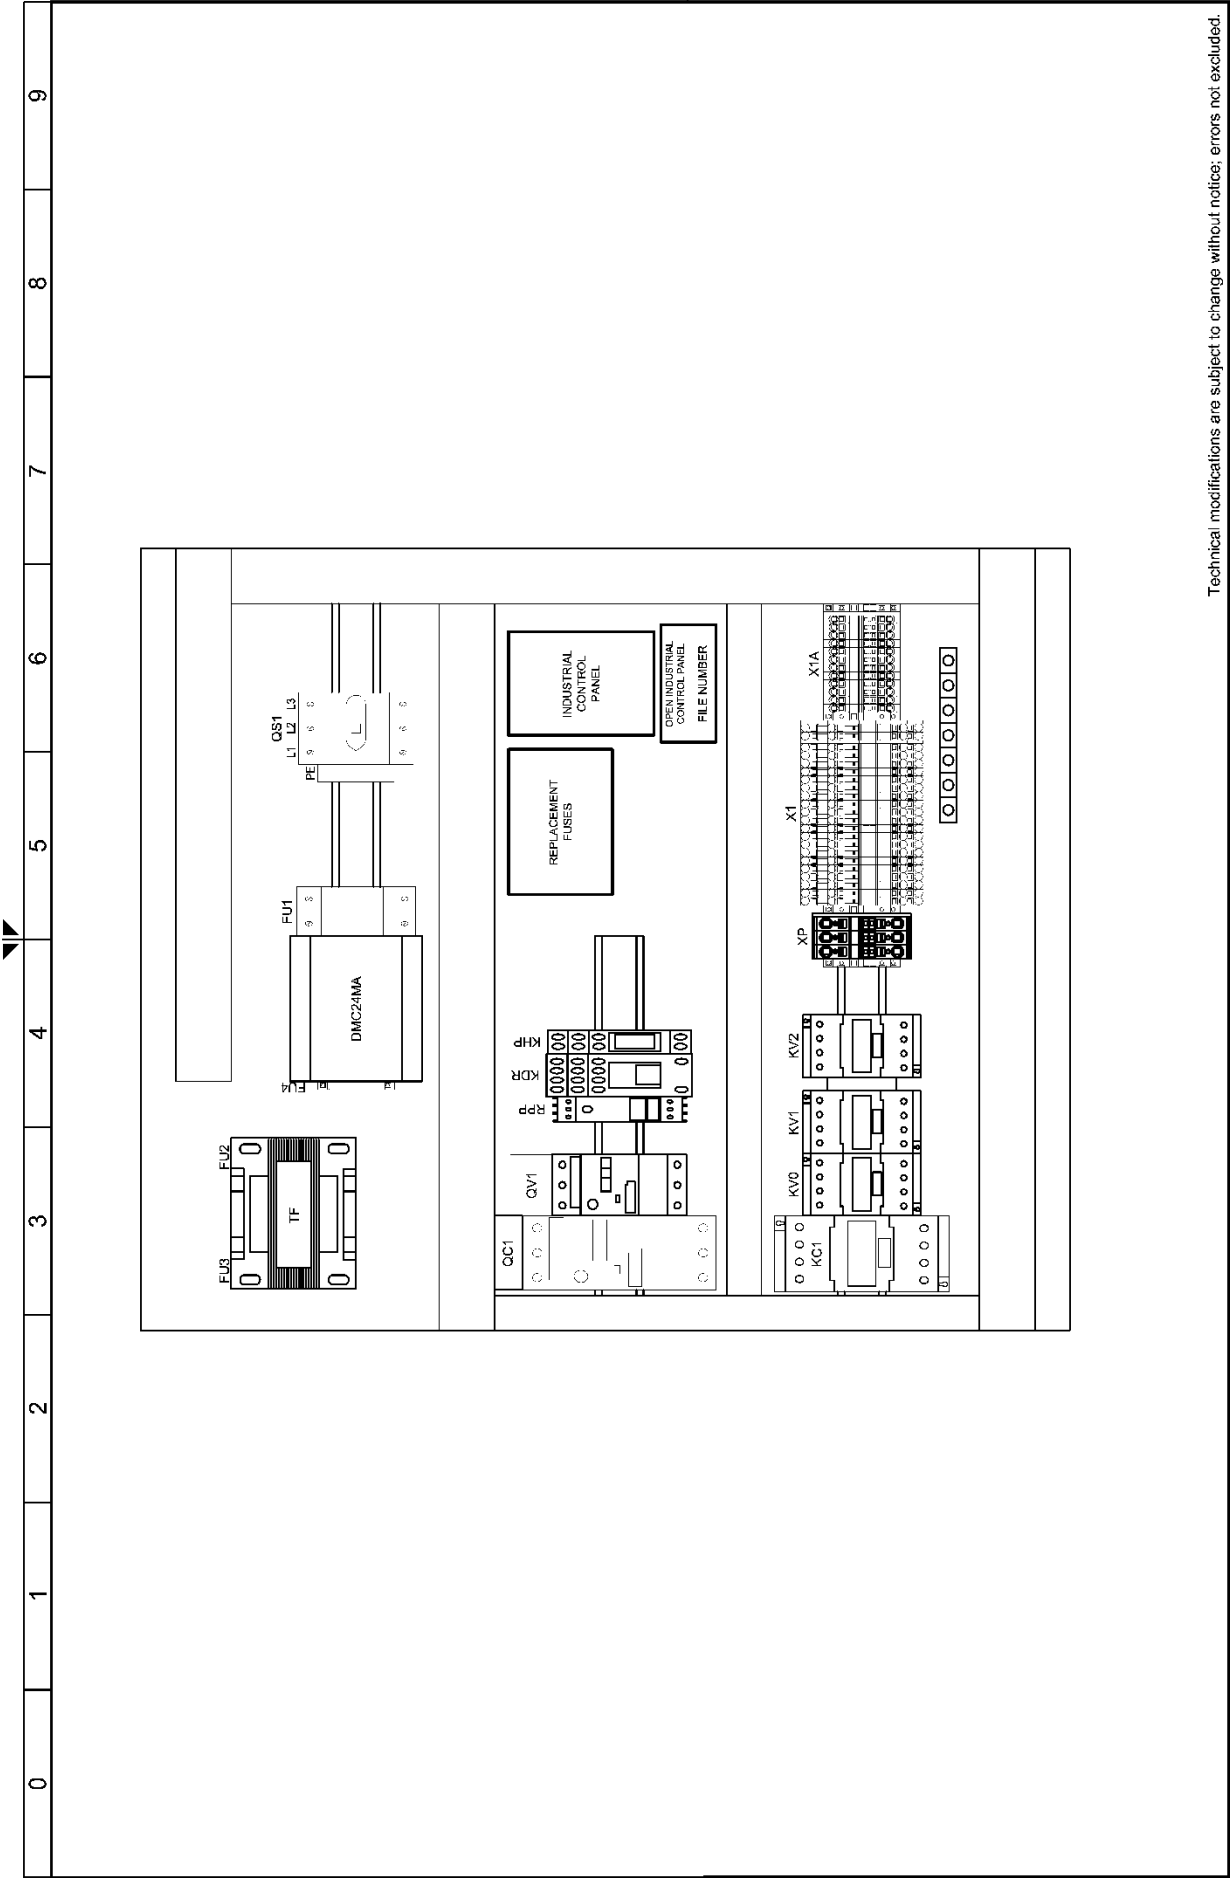 0 1 2 3 4 5 6 7 8 9
FU3
FU2
TF
FU4
DMC24MA
FU1
PE
L1 L2 L3
QS1
QC1
QV1
RPP
KDR
KHP
REPLACEMENT
FUSES
INDUSTRIAL
CONTROL
PANEL
OPEN INDUSTRIAL
CONTROL PANEL
FILE NUMBER
KC1
KV0
KV1
KV2
XP
X1
X1A
Technical modifications are subject to change without notice; errors not excluded.